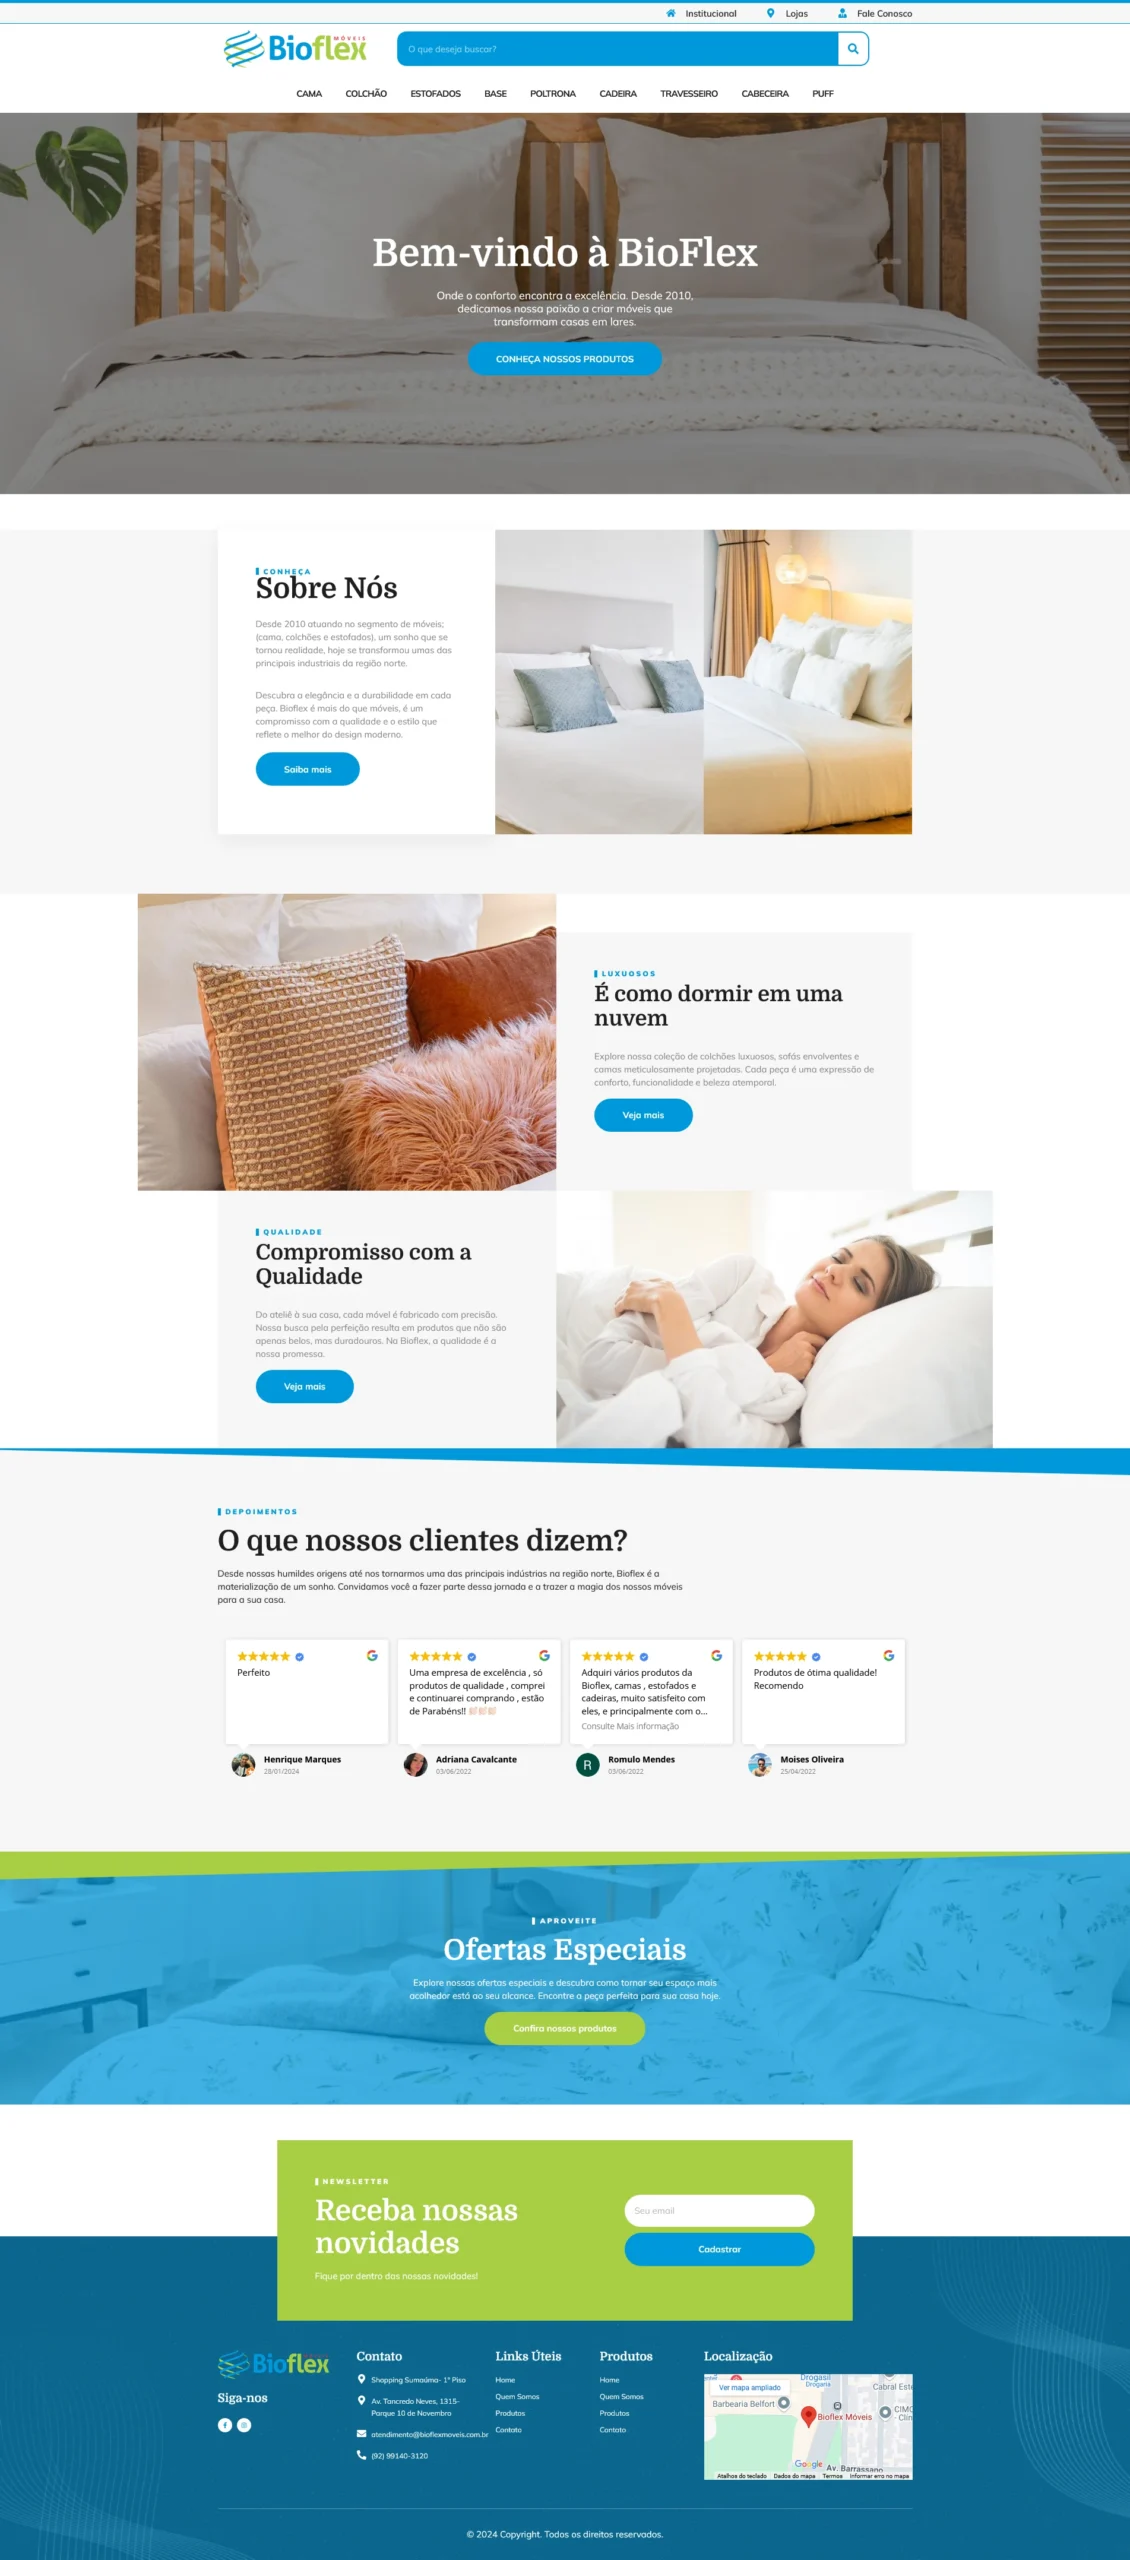 Institucional
Lojas
Fale Conosco
MÓVEIS
Bioflex
O que deseja buscar?
CAMA
COLCHÃO
ESTOFADOS
BASE
POLTRONA
CADEIRA
TRAVESSEIRO
CABECEIRA
PUFF
Bem-vindo à BioFlex
Onde o conforto encontra a excelência. Desde 2010,
dedicamos nossa paixão a criar móveis que
transformam casas em lares.
CONHEÇA NOSSOS PRODUTOS
CONHEÇA
Sobre Nós
Desde 2010 atuando no segmento de móveis;
(cama, colchões e estofados), um sonho que se
tornou realidade, hoje se transformou umas das
principais industriais da região norte.
Descubra a elegância e a durabilidade em cada
peça. Bioflex é mais do que móveis, é um
compromisso com a qualidade e o estilo que
reflete o melhor do design moderno.
Saiba mais
LUXUOSOS
É como dormir em uma
nuvem
Explore nossa coleção de colchões luxuosos, sofás envolventes e
camas meticulosamente projetadas. Cada peça é uma expressão de
conforto, funcionalidade e beleza atemporal.
Veja mais
QUALIDADE
Compromisso com a
Qualidade
Do ateliê à sua casa, cada móvel é fabricado com precisão.
Nossa busca pela perfeição resulta em produtos que não são
apenas belos, mas duradouros. Na Bioflex, a qualidade é a
nossa promessa.
Veja mais
DEPOIMENTOS
O que nossos clientes dizem?
Desde nossas humildes origens até nos tornarmos uma das principais indústrias na região norte, Bioflex é a
materialização de um sonho. Convidamos você a fazer parte dessa jornada e a trazer a magia dos nossos móveis
para a sua casa.
Perfeito
Henrique Marques
28/01/2024
Uma empresa de excelência , só
produtos de qualidade , comprei
e continuarei comprando , estão
de Parabéns!!
Adriana Cavalcante
03/06/2022
Adquiri vários produtos da
Bioflex, camas , estofados e
cadeiras, muito satisfeito com
eles, e principalmente com o...
Consulte Mais informação
R
Romulo Mendes
03/06/2022
Produtos de ótima qualidade!
Recomendo
Moises Oliveira
25/04/2022
APROVEITE
Ofertas Especiais
Explore nossas ofertas especiais e descubra como tornar seu espaço mais
acolhedor está ao seu alcance. Encontre a peça perfeita para sua casa hoje.
Confira nossos produtos
NEWSLETTER
Receba nossas
novidades
Fique por dentro das nossas novidades!
Seu email
Cadastrar
Bioflex
Siga-nos
Contato
Shopping Sumaúma- 1º Piso
Av. Tancredo Neves, 1315-
Parque 10 de Novembro
atendimento@bioflexmoveis.com.br
(92) 99140-3120
Links Úteis
Home
Quem Somos
Produtos
Contato
Produtos
Home
Quem Somos
Produtos
Contato
Localização
Drogasil
Drogaria
Ver mapa ampliado
Cabral Este
Barbearia Belfort
CIMO
- Clín
Bioflex Móveis
Google
Av. Barrassano
Atalhos do teclado
Dados do mapa
Termos
Informar erro no mapa
© 2024 Copyright. Todos os direitos reservados.